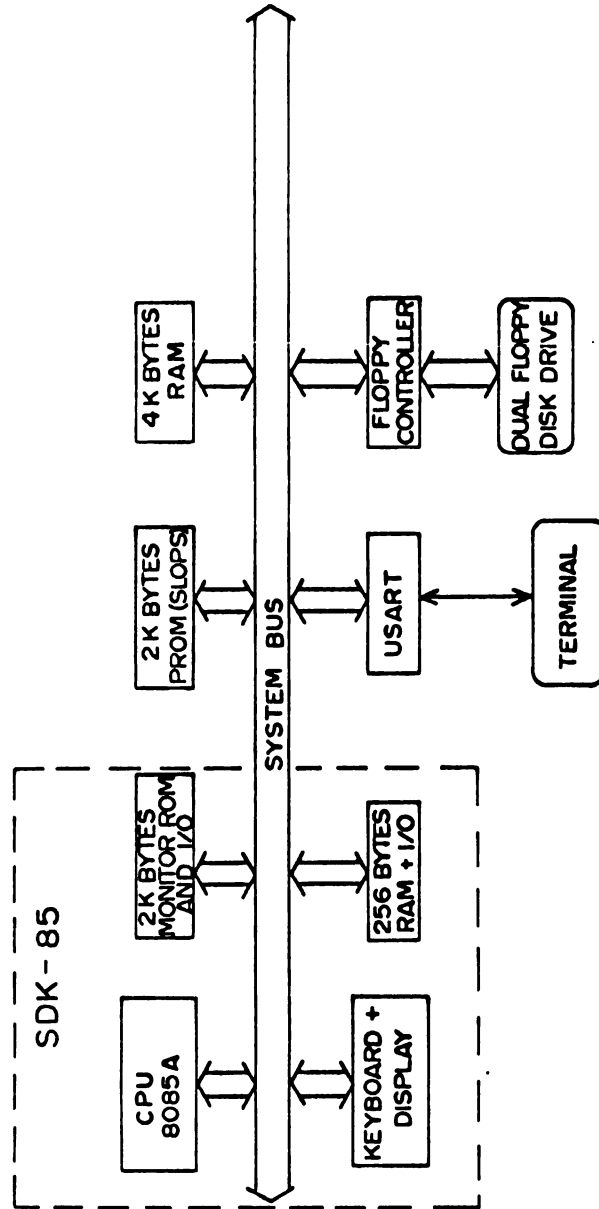 SDK-85
CPU
8085A
2K BYTES
MONITOR ROM
AND I/O
2K BYTES
PROM (SLOPS)
4K BYTES
RAM
SYSTEM BUS
KEYBOARD +
DISPLAY
256 BYTES
RAM + I/O
USART
FLOPPY
CONTROLLER
TERMINAL
DUAL FLOPPY
DISK DRIVE